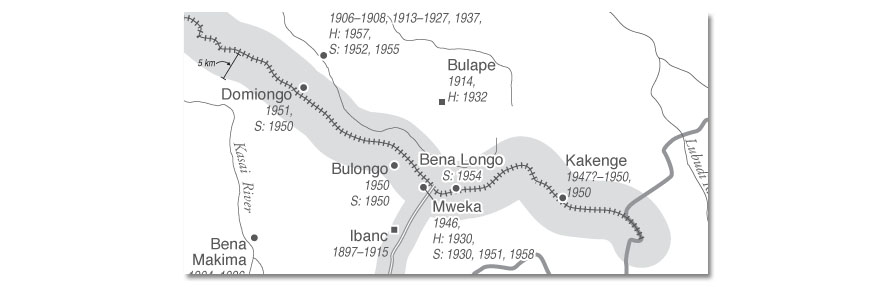 1906–1908, 1913–1927, 1937,
H: 1957,
S: 1952, 1955
5 km
Bulape
1914,
H: 1932
Domiongo
1951,
S: 1950
Kasai River
Bulongo
1950
S: 1950
Bena Longo
S: 1954
Kakenge
1947?–1950,
1950
Lubudi
Mweka
1946,
H: 1930,
S: 1930, 1951, 1958
Ibanc
1897–1915
Bena
Makima